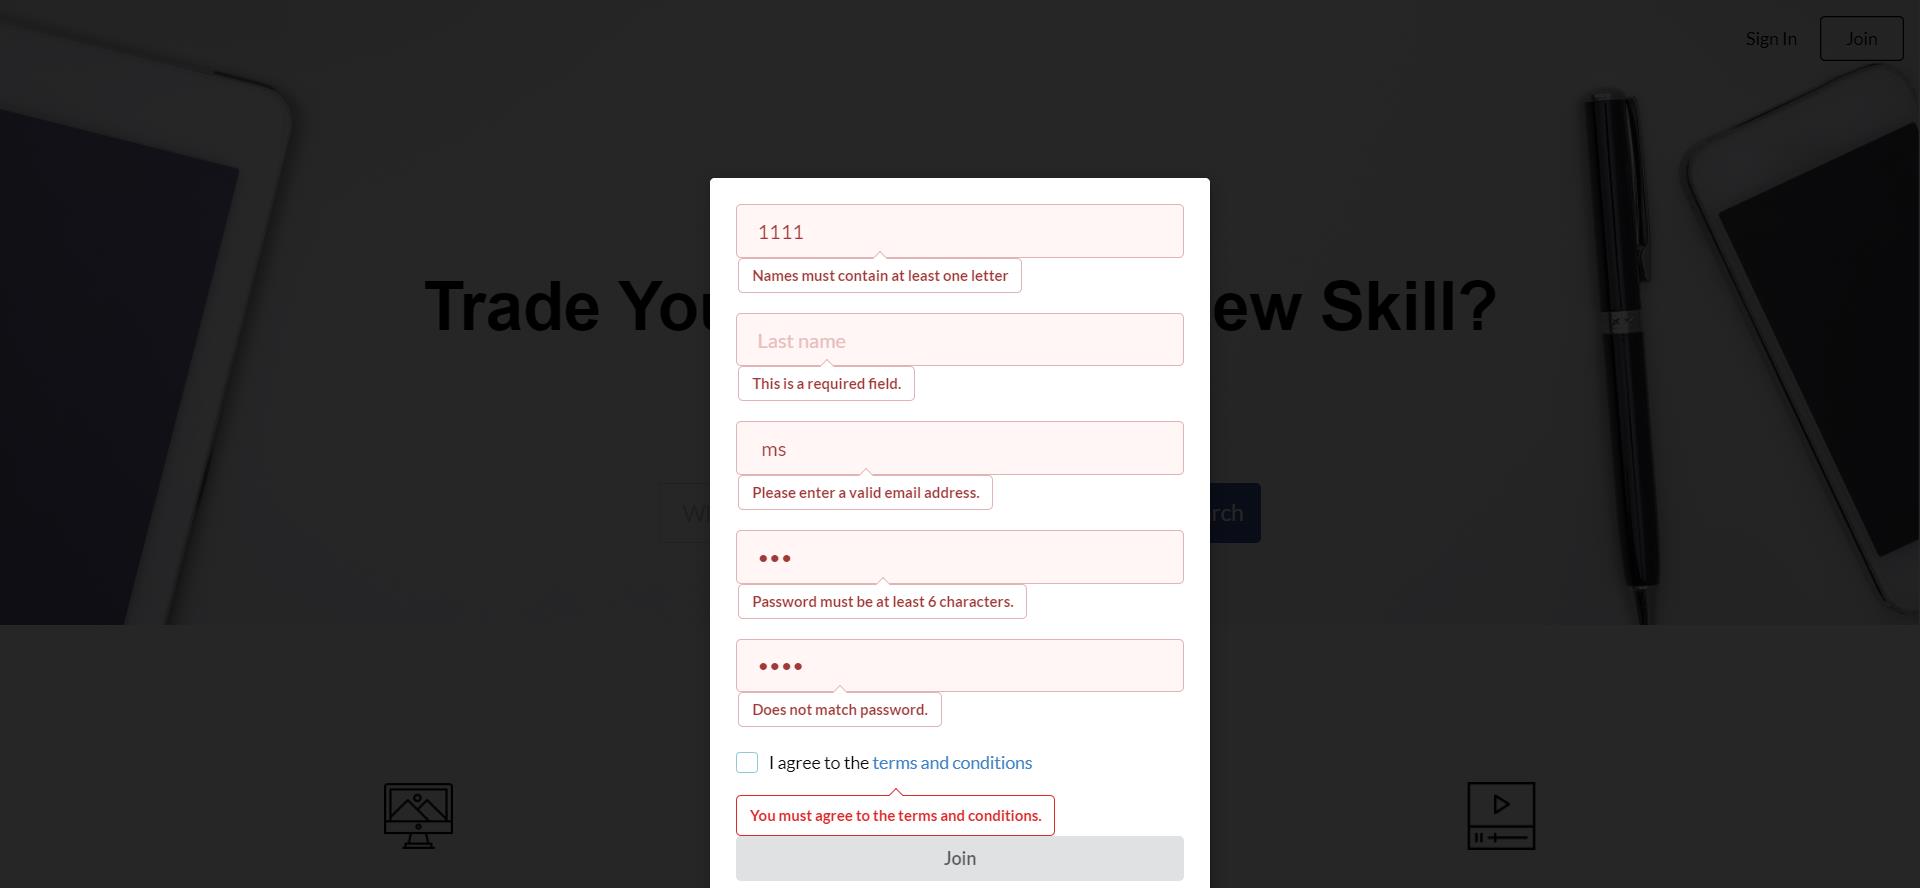 Sign In
Join
1111
Names must contain at least one letter
Trade You
ew Skill?
Last name
This is a required field.
ms
Please enter a valid email address.
rch
•••
Password must be at least 6 characters.
••••
Does not match password.
I agree to the terms and conditions
You must agree to the terms and conditions.
Join